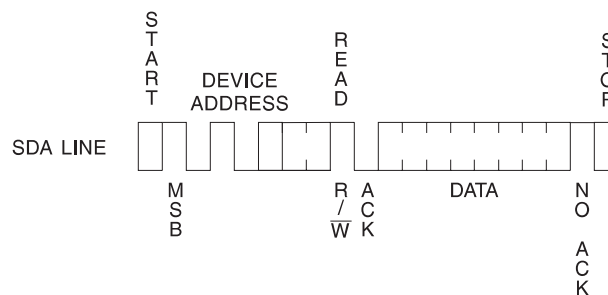 START
READ
STOP
DEVICE
ADDRESS
SDA LINE
MSB
R/W
ACK
DATA
NO ACK